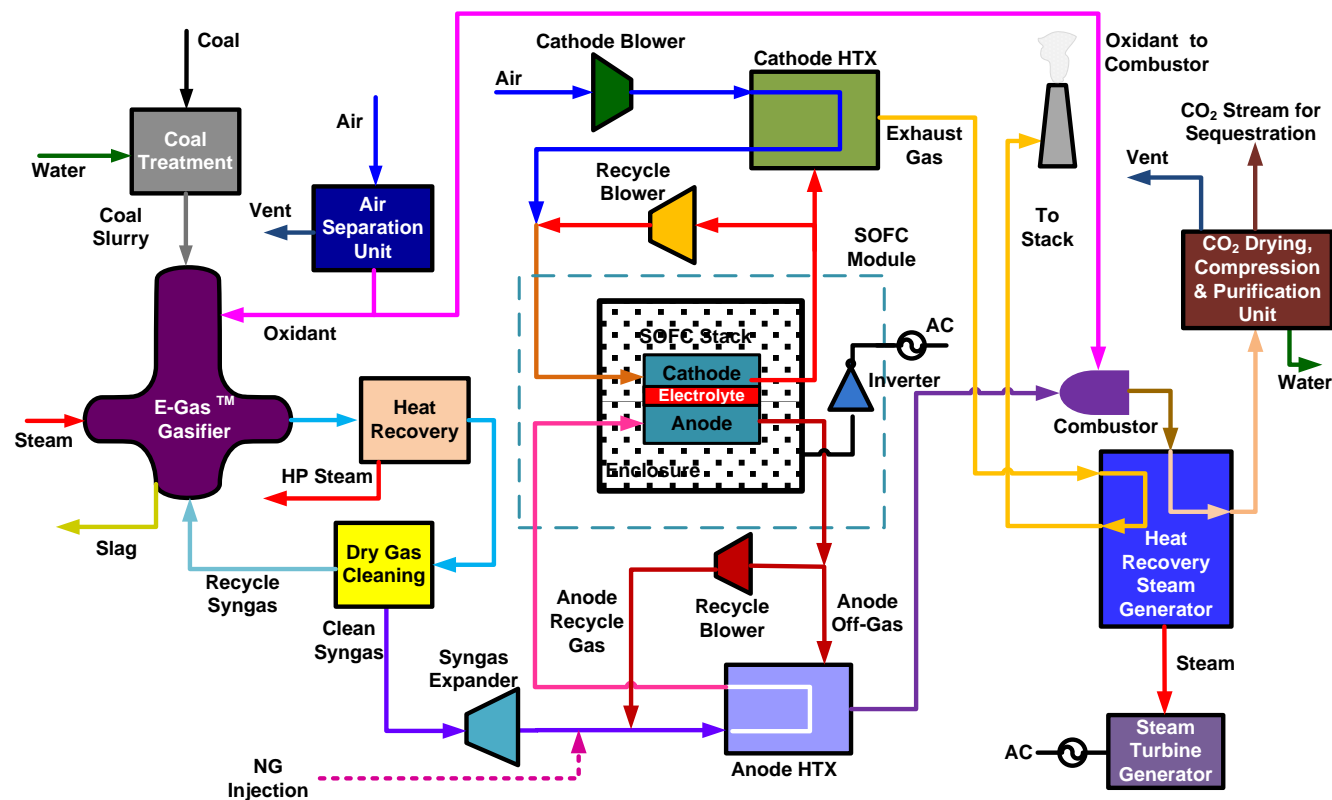 Coal
Cathode Blower
Cathode HTX
Oxidant to
Combustor
Air
CO₂ Stream for
Sequestration
Coal
Treatment
Air
Exhaust
Gas
Water
Vent
Recycle
Blower
Coal
Slurry
Vent
Air
Separation
Unit
To
Stack
SOFC
Module
CO₂ Drying,
Compression
& Purification
Unit
Oxidant
SOFC Stack
AC
Cathode
Inverter
Water
Electrolyte
E-Gas ™
Gasifier
Heat
Recovery
Anode
Combustor
Steam
HP Steam
Enclosure
Slag
Dry Gas
Cleaning
Heat
Recovery
Steam
Generator
Recycle
Syngas
Anode
Recycle
Gas
Recycle
Blower
Anode
Off-Gas
Clean
Syngas
Syngas
Expander
Steam
Steam
Turbine
Generator
AC
NG
Injection
Anode HTX